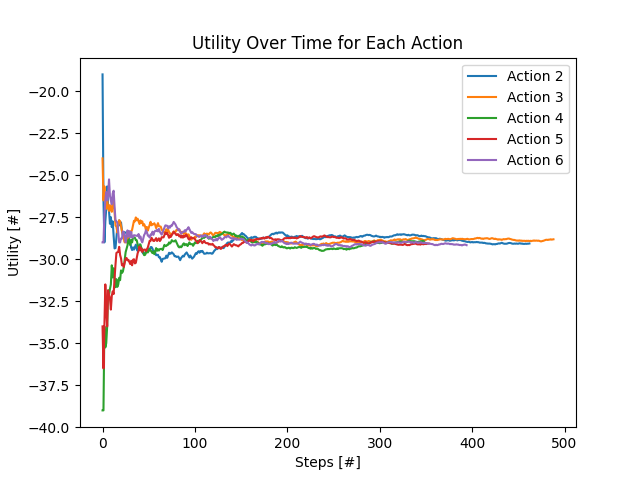 Utility Over Time for Each Action
Action 2
Action 3
Action 4
Action 5
Action 6
Utility [#]
−20.0
−22.5
−25.0
−27.5
−30.0
−32.5
−35.0
−37.5
−40.0
0 100 200 300 400 500
Steps [#]